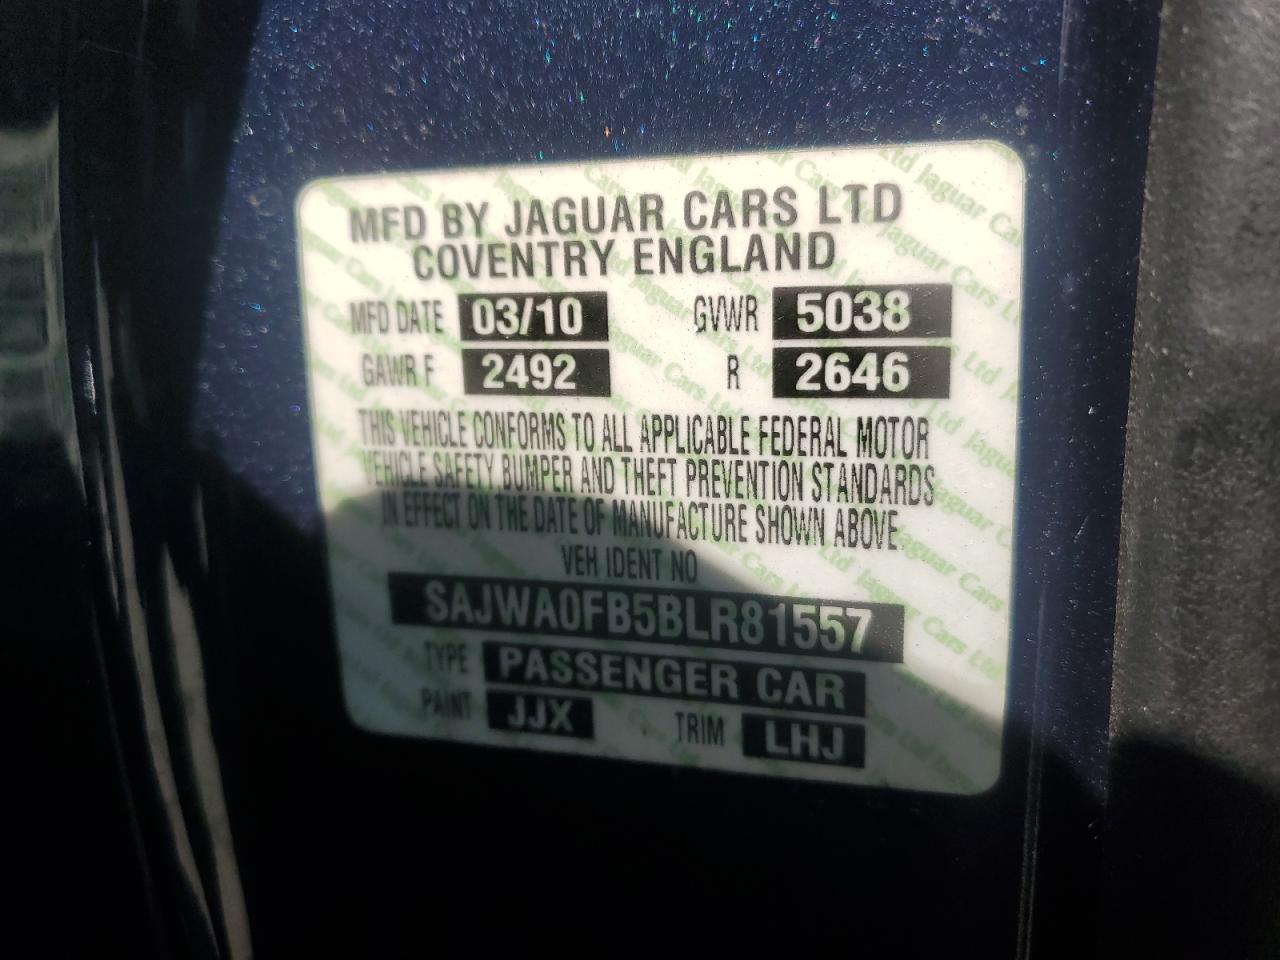 MFD BY JAGUAR CARS LTD
COVENTRY ENGLAND
MFD DATE 03/10 GVWR 5038
GAWR F 2492 R 2646
THIS VEHICLE CONFORMS TO ALL APPLICABLE FEDERAL MOTOR
VEHICLE SAFETY BUMPER AND THEFT PREVENTION STANDARDS
IN EFFECT ON THE DATE OF MANUFACTURE SHOWN ABOVE.
VEH IDENT NO
SAJWA0FB5BLR81557
TYPE PASSENGER CAR
PAINT JJX TRIM LHJ